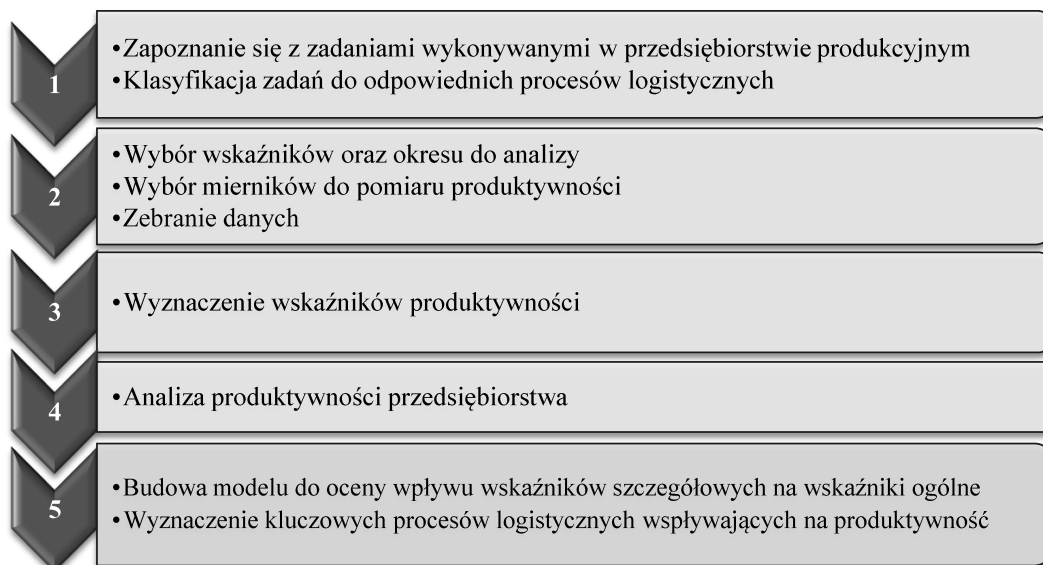 1
•Zapoznanie się z zadaniami wykonywanymi w przedsiębiorstwie produkcyjnym
•Klasyfikacja zadań do odpowiednich procesów logistycznych
2
•Wybór wskaźników oraz okresu do analizy
•Wybór mierników do pomiaru produktywności
•Zebranie danych
3
•Wyznaczenie wskaźników produktywności
4
•Analiza produktywności przedsiębiorstwa
5
•Budowa modelu do oceny wpływu wskaźników szczegółowych na wskaźniki ogólne
•Wyznaczenie kluczowych procesów logistycznych wspływających na produktywność